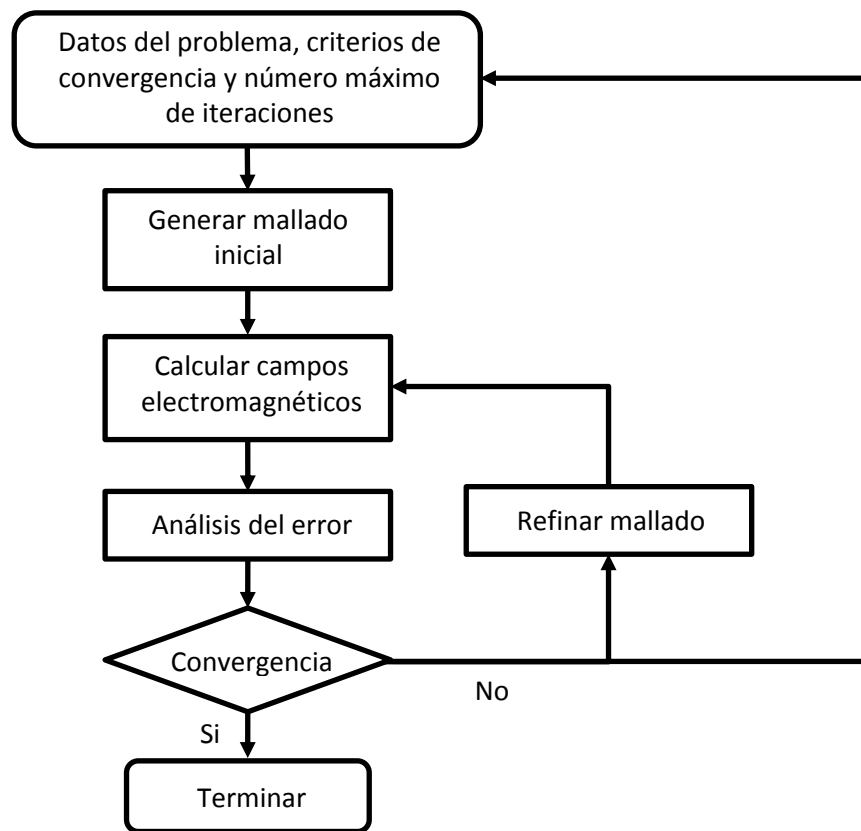 Datos del problema, criterios de
convergencia y número máximo
de iteraciones
Generar mallado
inicial
Calcular campos
electromagnéticos
Análisis del error
Refinar mallado
Convergencia
No
Si
Terminar